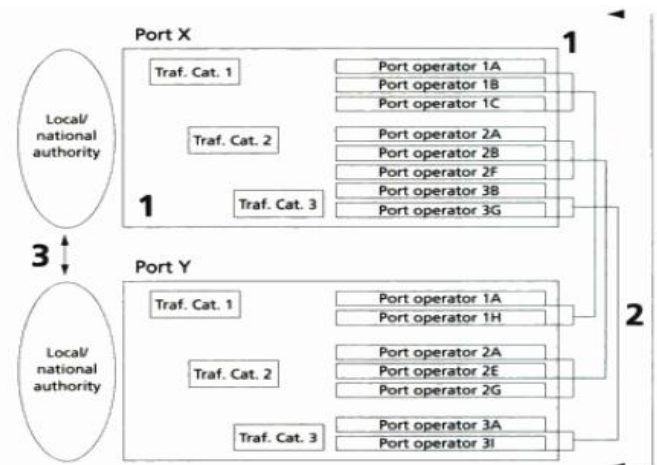 Port X
1
Traf. Cat. 1
Port operator 1A
Port operator 1B
Port operator 1C
Local/
national
authority
Traf. Cat. 2
Port operator 2A
Port operator 2B
Port operator 2F
1
Traf. Cat. 3
Port operator 3B
Port operator 3G
3
Port Y
Traf. Cat. 1
Port operator 1A
Port operator 1H
2
Local/
national
authority
Traf. Cat. 2
Port operator 2A
Port operator 2E
Port operator 2G
Traf. Cat. 3
Port operator 3A
Port operator 3I